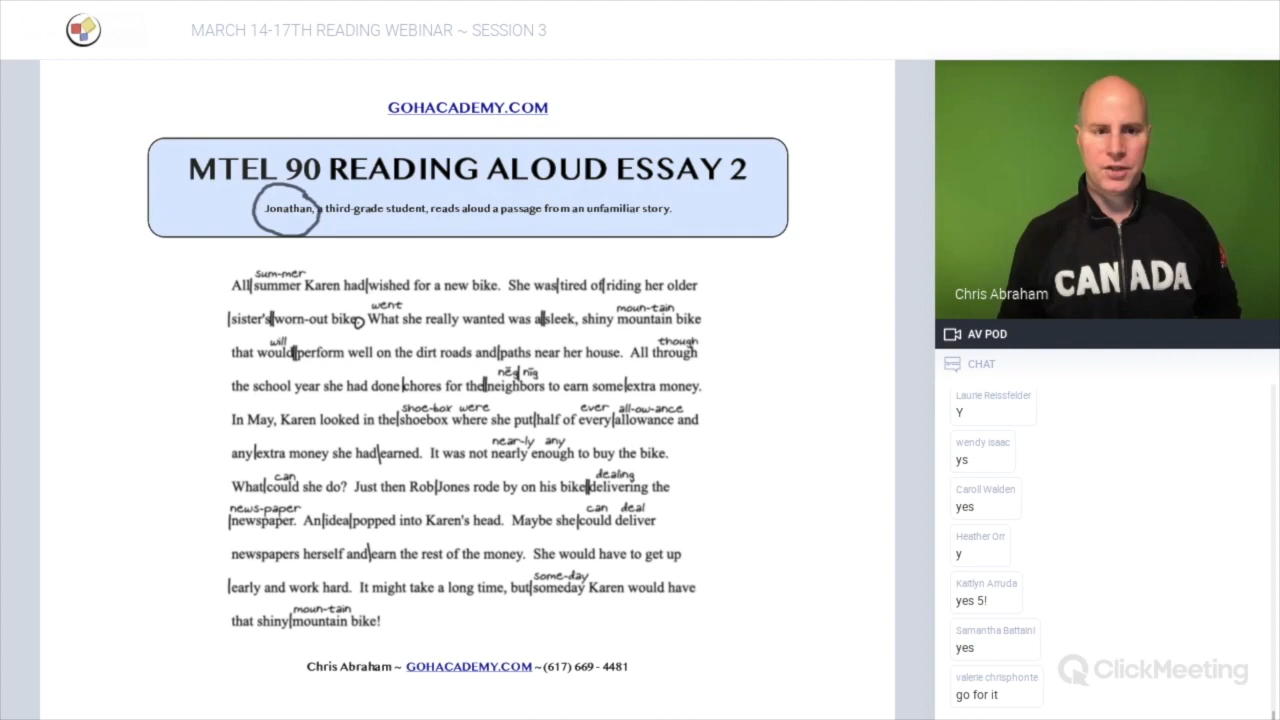 MARCH 14-17TH READING WEBINAR ~ SESSION 3
GOHACADEMY.COM
MTEL 90 READING ALOUD ESSAY 2
Jonathan, a third-grade student, reads aloud a passage from an unfamiliar story.
sum-mer
All summer Karen had wished for a new bike. She was tired of riding her older
went moun-tain
sister's worn-out bike. What she really wanted was a sleek, shiny mountain bike
will though
that would perform well on the dirt roads and paths near her house. All through
nĕg nīg
the school year she had done chores for the neighbors to earn some extra money.
shoe-box were ever all-ow-ance
In May, Karen looked in the shoebox where she put half of every allowance and
near-ly any
any extra money she had earned. It was not nearly enough to buy the bike.
can dealing
What could she do? Just then Rob Jones rode by on his bike delivering the
news-paper can deal
newspaper. An idea popped into Karen's head. Maybe she could deliver
newspapers herself and earn the rest of the money. She would have to get up
some-day
early and work hard. It might take a long time, but someday Karen would have
moun-tain
that shiny mountain bike!
Chris Abraham ~ GOHACADEMY.COM ~ (617) 669 - 4481
CANADA
Chris Abraham
AV POD
CHAT
Laurie Reissfelder
Y
wendy isaac
ys
Caroll Walden
yes
Heather Orr
y
Kaitlyn Arruda
yes 5!
Samantha Battaini
yes
valerie chrisphonte
go for it
ClickMeeting